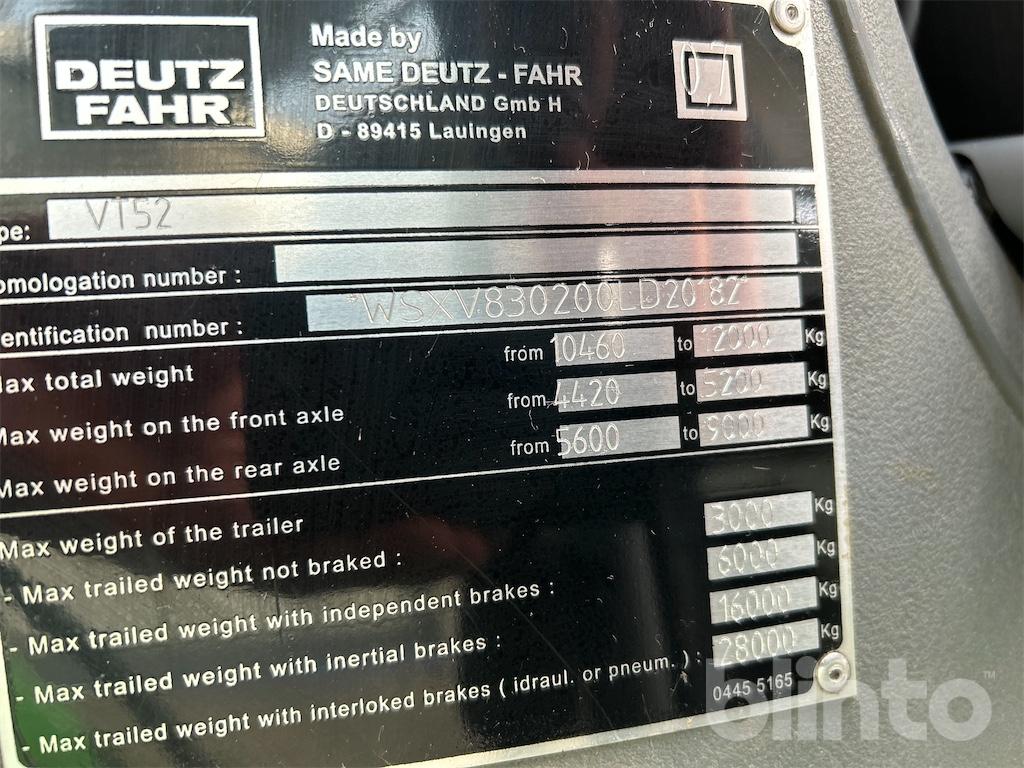 DEUTZ
FAHR
Made by
SAME DEUTZ - FAHR
DEUTSCHLAND Gmb H
D - 89415 Lauingen
07
pe: VT52
omologation number :
entification number: *WSXV830200LD20182*
Max total weight from 10460 to 12000 Kg
Max weight on the front axle from 4420 to 5200 Kg
Max weight on the rear axle from 5600 to 9000 Kg
Max weight of the trailer
- Max trailed weight not braked : 3000 Kg
- Max trailed weight with independent brakes : 6000 Kg
- Max trailed weight with inertial brakes : 16000 Kg
- Max trailed weight with interloked brakes ( idraul. or pneum. ) : 28000 Kg
0445 5165
blinto™